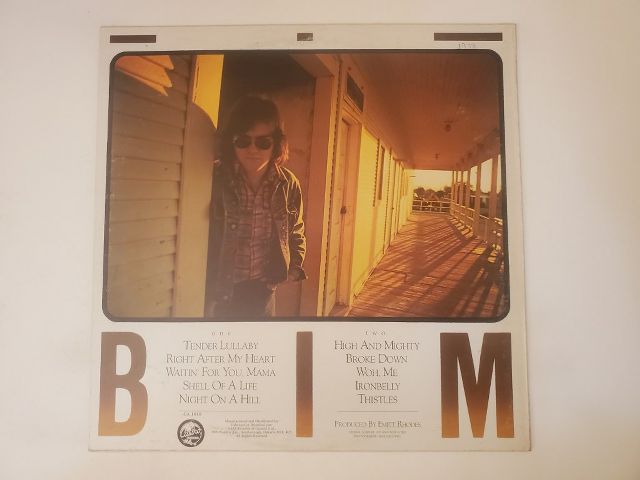 BIM
one
TENDER LULLABY
RIGHT AFTER MY HEART
WAITIN' FOR YOU, MAMA
SHELL OF A LIFE
NIGHT ON A HILL
two
HIGH AND MIGHTY
BROKE DOWN
WOH, ME
IRONBELLY
THISTLES
PRODUCED BY EMITT RHODES